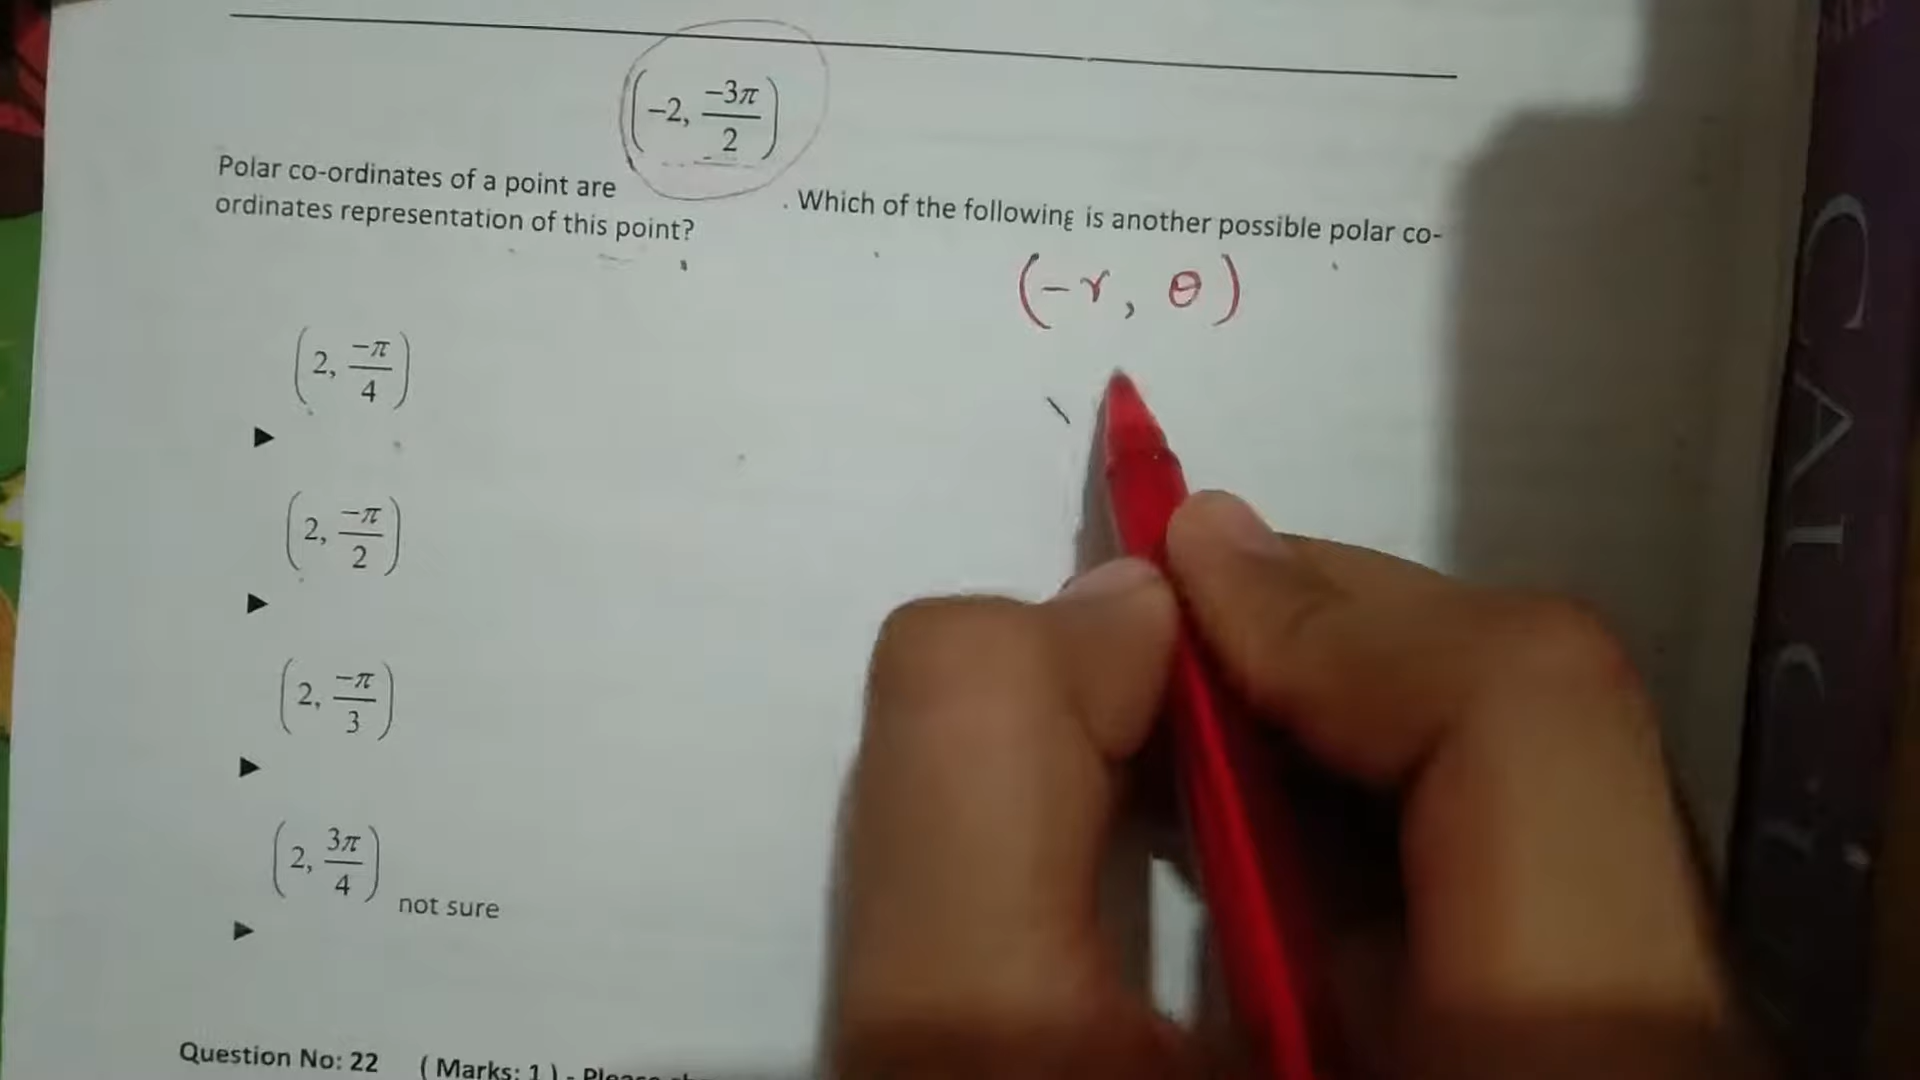 (-2, -3π/2)
Polar co-ordinates of a point are . Which of the following is another possible polar co-
ordinates representation of this point?
(-r, θ)
(2, -π/4)
▶
(2, -π/2)
▶
(2, -π/3)
▶
(2, 3π/4) not sure
▶
Question No: 22 ( Marks: 1 ) - Please